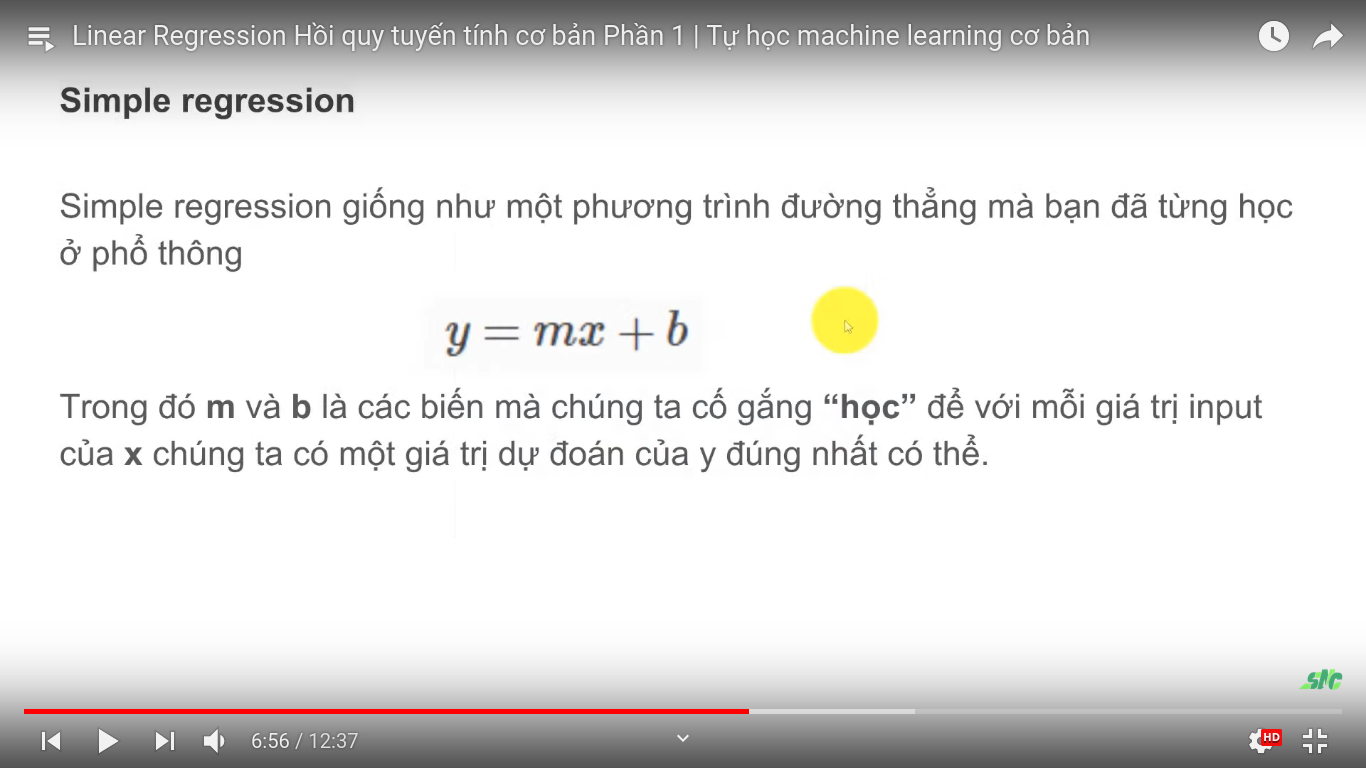 Linear Regression Hồi quy tuyến tính cơ bản Phần 1 | Tự học machine learning cơ bản
Simple regression
Simple regression giống như một phương trình đường thẳng mà bạn đã từng học
ở phổ thông
y = mx + b
Trong đó m và b là các biến mà chúng ta cố gắng “học” để với mỗi giá trị input
của x chúng ta có một giá trị dự đoán của y đúng nhất có thể.
SNC
6:56 / 12:37
HD